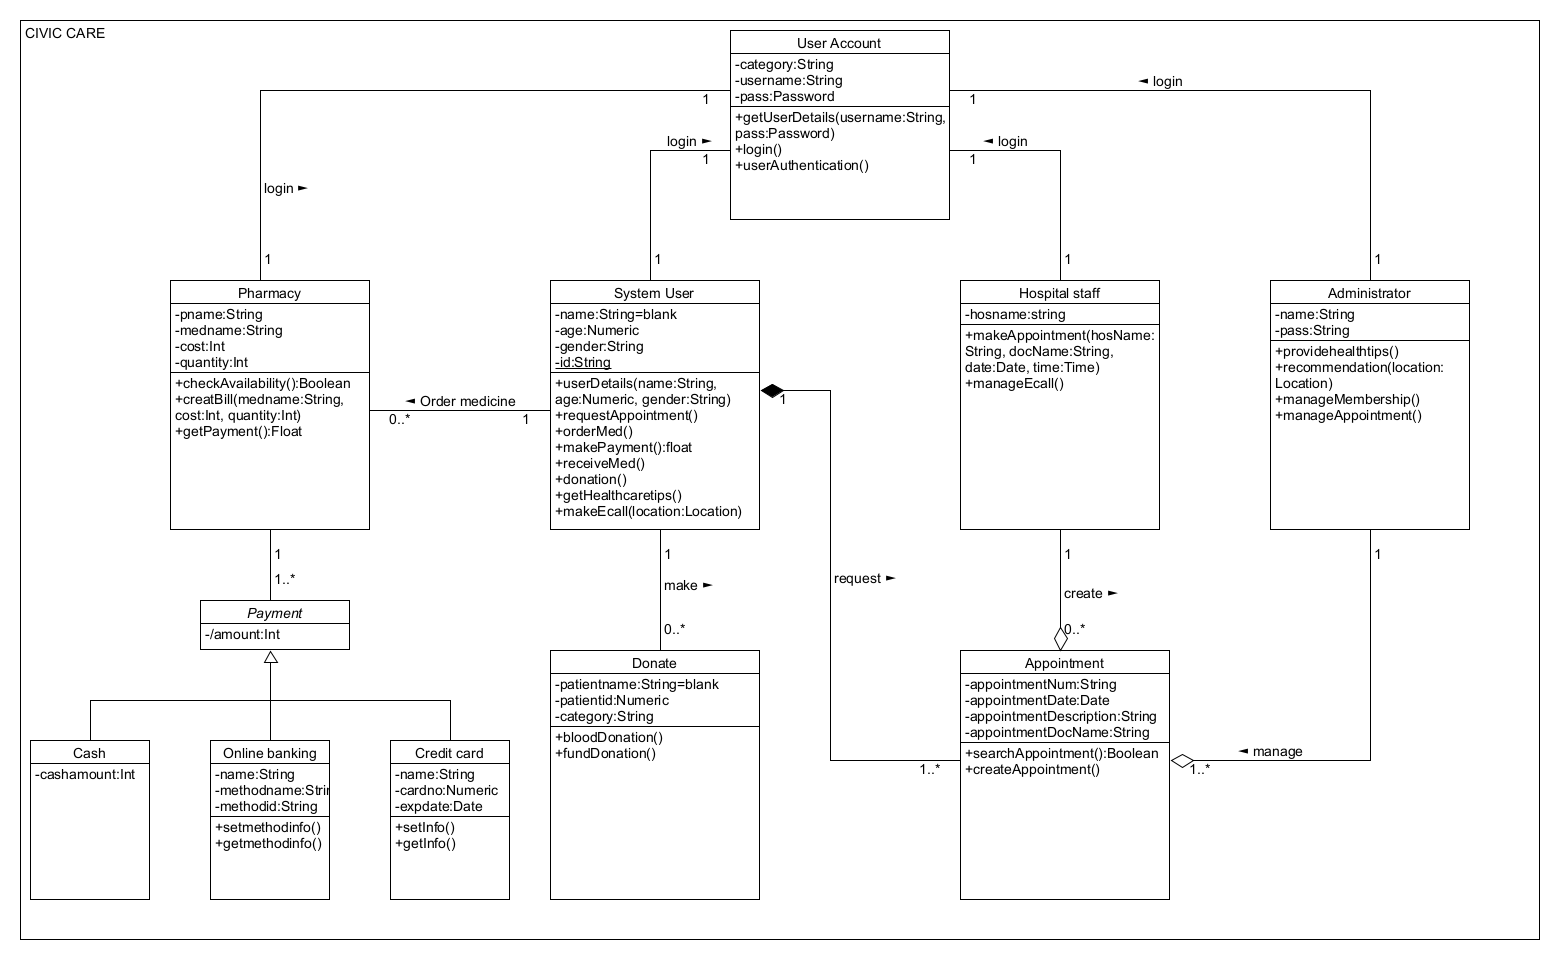 CIVIC CARE
User Account
-category:String
-username:String
-pass:Password
+getUserDetails(username:String,
pass:Password)
+login()
+userAuthentication()
1
1
◄ login
login ►
1
1
◄ login
login ►
1
1
1
1
Pharmacy
-pname:String
-medname:String
-cost:Int
-quantity:Int
+checkAvailability():Boolean
+creatBill(medname:String,
cost:Int, quantity:Int)
+getPayment():Float
◄ Order medicine
0..*
1
System User
-name:String=blank
-age:Numeric
-gender:String
-id:String
+userDetails(name:String,
age:Numeric, gender:String)
+requestAppointment()
+orderMed()
+makePayment():float
+receiveMed()
+donation()
+getHealthcaretips()
+makeEcall(location:Location)
1
Hospital staff
-hosname:string
+makeAppointment(hosName:
String, docName:String,
date:Date, time:Time)
+manageEcall()
Administrator
-name:String
-pass:String
+providehealthtips()
+recommendation(location:
Location)
+manageMembership()
+manageAppointment()
1
1..*
1
make ►
0..*
request ►
1..*
1
create ►
0..*
1
◄ manage
1..*
Payment
-/amount:Int
Cash
-cashamount:Int
Online banking
-name:String
-methodname:Strin
-methodid:String
+setmethodinfo()
+getmethodinfo()
Credit card
-name:String
-cardno:Numeric
-expdate:Date
+setInfo()
+getInfo()
Donate
-patientname:String=blank
-patientid:Numeric
-category:String
+bloodDonation()
+fundDonation()
Appointment
-appointmentNum:String
-appointmentDate:Date
-appointmentDescription:String
-appointmentDocName:String
+searchAppointment():Boolean
+createAppointment()